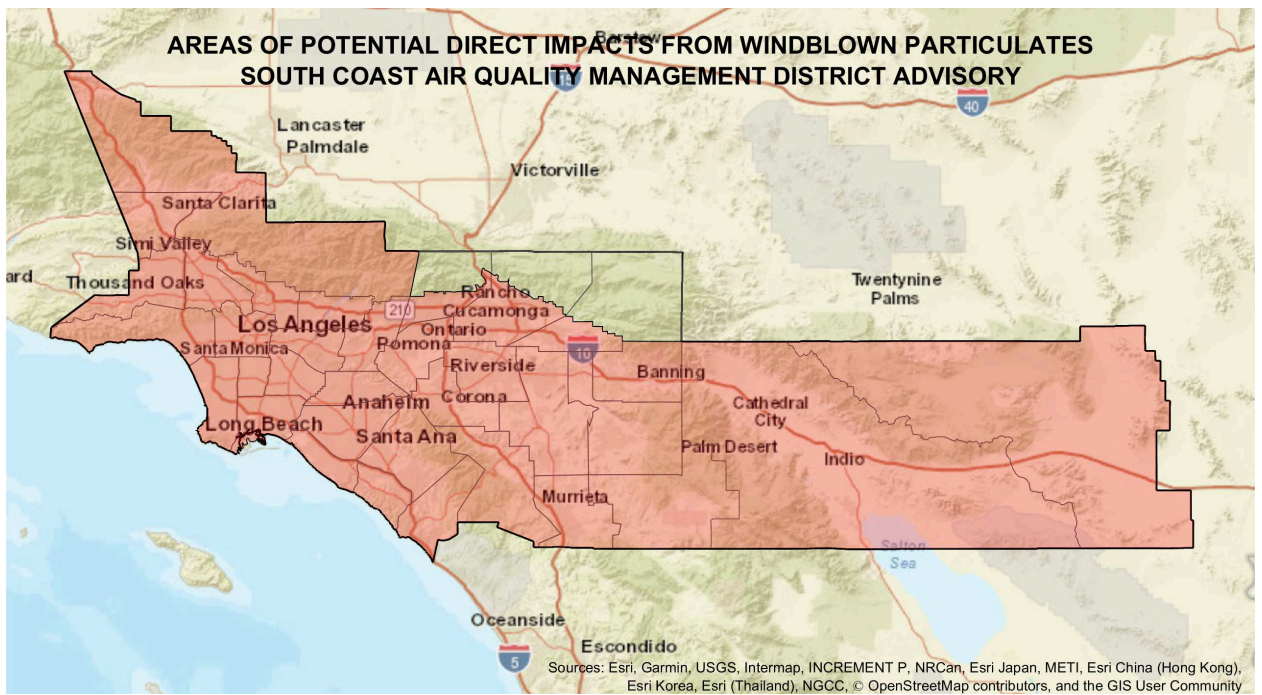 AREAS OF POTENTIAL DIRECT IMPACTS FROM WINDBLOWN PARTICULATES
SOUTH COAST AIR QUALITY MANAGEMENT DISTRICT ADVISORY
Barstow
15
40
Lancaster
Palmdale
Victorville
Santa Clarita
Simi Valley
ard
Thousand Oaks
Twentynine
Palms
Rancho
Cucamonga
210
Los Angeles
Ontario
Pomona
Santa Monica
10
Riverside
Banning
Anaheim
Corona
Cathedral
City
Long Beach
Santa Ana
Palm Desert
Indio
Murrieta
Salton
Sea
Oceanside
Escondido
5
Sources: Esri, Garmin, USGS, Intermap, INCREMENT P, NRCan, Esri Japan, METI, Esri China (Hong Kong),
Esri Korea, Esri (Thailand), NGCC, © OpenStreetMap contributors, and the GIS User Community